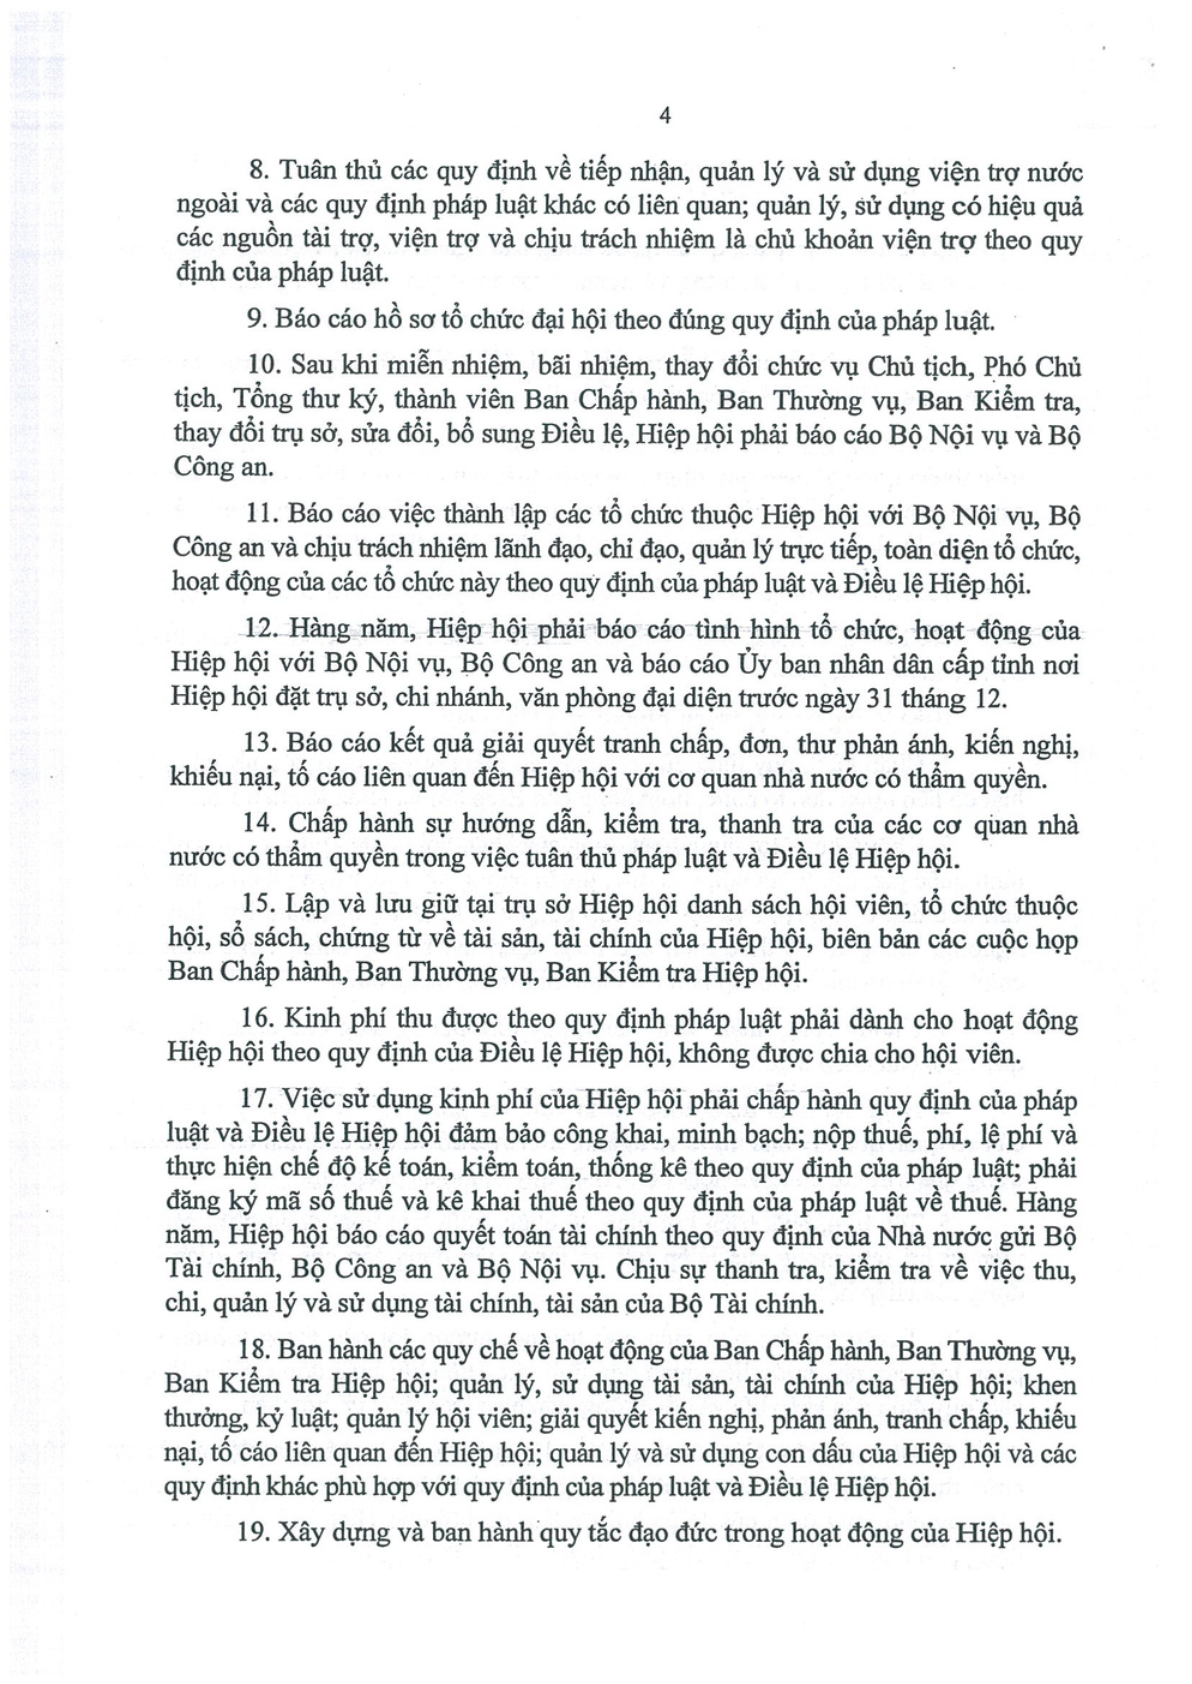 4
8. Tuân thủ các quy định về tiếp nhận, quản lý và sử dụng viện trợ nước
ngoài và các quy định pháp luật khác có liên quan; quản lý, sử dụng có hiệu quả
các nguồn tài trợ, viện trợ và chịu trách nhiệm là chủ khoản viện trợ theo quy
định của pháp luật.
9. Báo cáo hồ sơ tổ chức đại hội theo đúng quy định của pháp luật.
10. Sau khi miễn nhiệm, bãi nhiệm, thay đổi chức vụ Chủ tịch, Phó Chủ
tịch, Tổng thư ký, thành viên Ban Chấp hành, Ban Thường vụ, Ban Kiểm tra,
thay đổi trụ sở, sửa đổi, bổ sung Điều lệ, Hiệp hội phải báo cáo Bộ Nội vụ và Bộ
Công an.
11. Báo cáo việc thành lập các tổ chức thuộc Hiệp hội với Bộ Nội vụ, Bộ
Công an và chịu trách nhiệm lãnh đạo, chỉ đạo, quản lý trực tiếp, toàn diện tổ chức,
hoạt động của các tổ chức này theo quy định của pháp luật và Điều lệ Hiệp hội.
12. Hàng năm, Hiệp hội phải báo cáo tình hình tổ chức, hoạt động của
Hiệp hội với Bộ Nội vụ, Bộ Công an và báo cáo Ủy ban nhân dân cấp tỉnh nơi
Hiệp hội đặt trụ sở, chi nhánh, văn phòng đại diện trước ngày 31 tháng 12.
13. Báo cáo kết quả giải quyết tranh chấp, đơn, thư phản ánh, kiến nghị,
khiếu nại, tố cáo liên quan đến Hiệp hội với cơ quan nhà nước có thẩm quyền.
14. Chấp hành sự hướng dẫn, kiểm tra, thanh tra của các cơ quan nhà
nước có thẩm quyền trong việc tuân thủ pháp luật và Điều lệ Hiệp hội.
15. Lập và lưu giữ tại trụ sở Hiệp hội danh sách hội viên, tổ chức thuộc
hội, sổ sách, chứng từ về tài sản, tài chính của Hiệp hội, biên bản các cuộc họp
Ban Chấp hành, Ban Thường vụ, Ban Kiểm tra Hiệp hội.
16. Kinh phí thu được theo quy định pháp luật phải dành cho hoạt động
Hiệp hội theo quy định của Điều lệ Hiệp hội, không được chia cho hội viên.
17. Việc sử dụng kinh phí của Hiệp hội phải chấp hành quy định của pháp
luật và Điều lệ Hiệp hội đảm bảo công khai, minh bạch; nộp thuế, phí, lệ phí và
thực hiện chế độ kế toán, kiểm toán, thống kê theo quy định của pháp luật; phải
đăng ký mã số thuế và kê khai thuế theo quy định của pháp luật về thuế. Hàng
năm, Hiệp hội báo cáo quyết toán tài chính theo quy định của Nhà nước gửi Bộ
Tài chính, Bộ Công an và Bộ Nội vụ. Chịu sự thanh tra, kiểm tra về việc thu,
chi, quản lý và sử dụng tài chính, tài sản của Bộ Tài chính.
18. Ban hành các quy chế về hoạt động của Ban Chấp hành, Ban Thường vụ,
Ban Kiểm tra Hiệp hội; quản lý, sử dụng tài sản, tài chính của Hiệp hội; khen
thưởng, kỷ luật; quản lý hội viên; giải quyết kiến nghị, phản ánh, tranh chấp, khiếu
nại, tố cáo liên quan đến Hiệp hội; quản lý và sử dụng con dấu của Hiệp hội và các
quy định khác phù hợp với quy định của pháp luật và Điều lệ Hiệp hội.
19. Xây dựng và ban hành quy tắc đạo đức trong hoạt động của Hiệp hội.